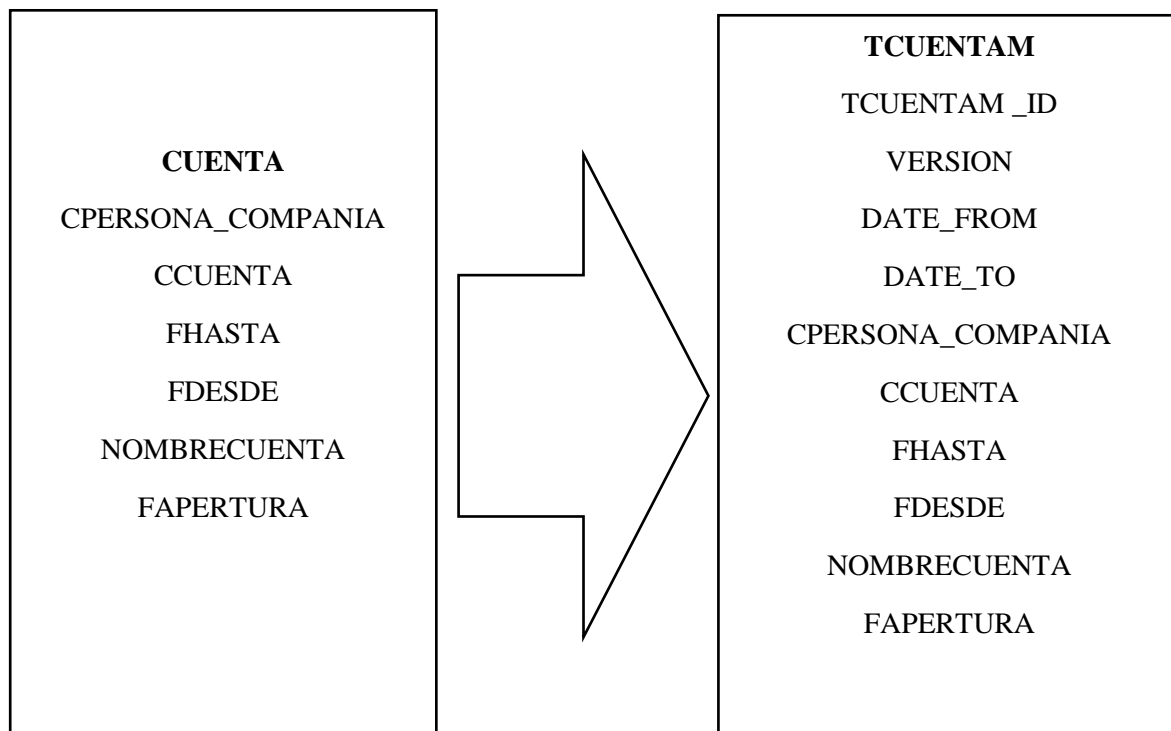 CUENTA
CPERSONA_COMPANIA
CCUENTA
FHASTA
FDESDE
NOMBRECUENTA
FAPERTURA
TCUENTAM
TCUENTAM _ID
VERSION
DATE_FROM
DATE_TO
CPERSONA_COMPANIA
CCUENTA
FHASTA
FDESDE
NOMBRECUENTA
FAPERTURA